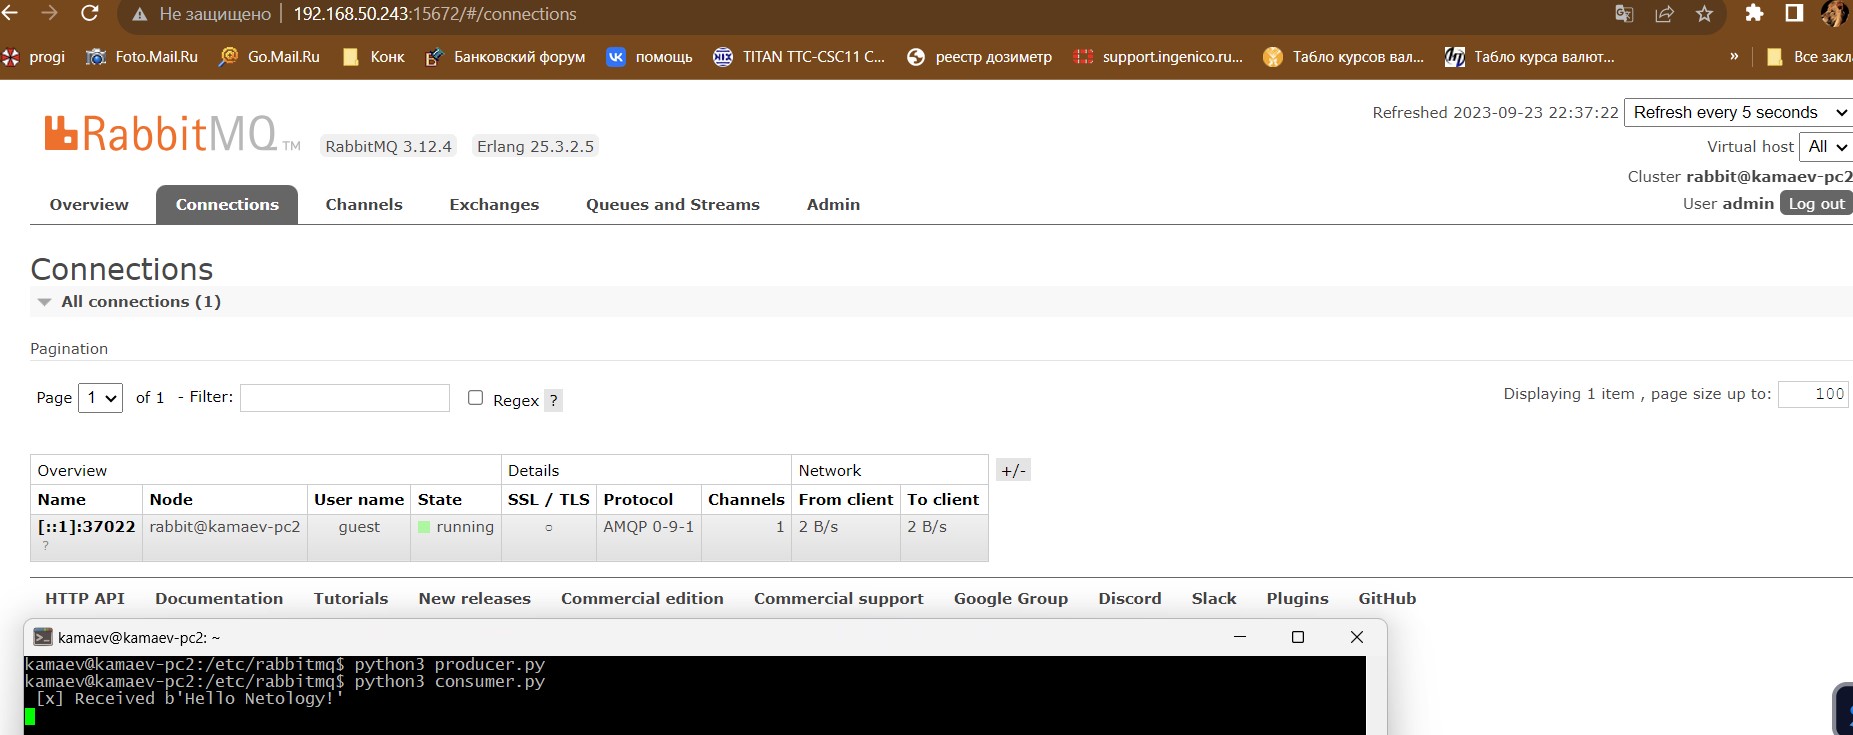 Не защищено 192.168.50.243:15672/#/connections
progi Foto.Mail.Ru Go.Mail.Ru Конк Банковский форум помощь TITAN TTC-CSC11 C... реестр дозиметр support.ingenico.ru... Табло курсов вал... Табло курса валют... » Все закл
RabbitMQ TM RabbitMQ 3.12.4 Erlang 25.3.2.5
Refreshed 2023-09-23 22:37:22 Refresh every 5 seconds
Virtual host All
Cluster rabbit@kamaev-pc2
User admin Log out
Overview Connections Channels Exchanges Queues and Streams Admin
Connections
All connections (1)
Pagination
Page 1 of 1 - Filter: Regex ? Displaying 1 item , page size up to: 100
Overview Details Network +/-
Name Node User name State SSL / TLS Protocol Channels From client To client
[::1]:37022 rabbit@kamaev-pc2 guest running ○ AMQP 0-9-1 1 2 B/s 2 B/s
?
HTTP API Documentation Tutorials New releases Commercial edition Commercial support Google Group Discord Slack Plugins GitHub
kamaev@kamaev-pc2: ~
kamaev@kamaev-pc2:/etc/rabbitmq$ python3 producer.py
kamaev@kamaev-pc2:/etc/rabbitmq$ python3 consumer.py
[x] Received b'Hello Netology!'